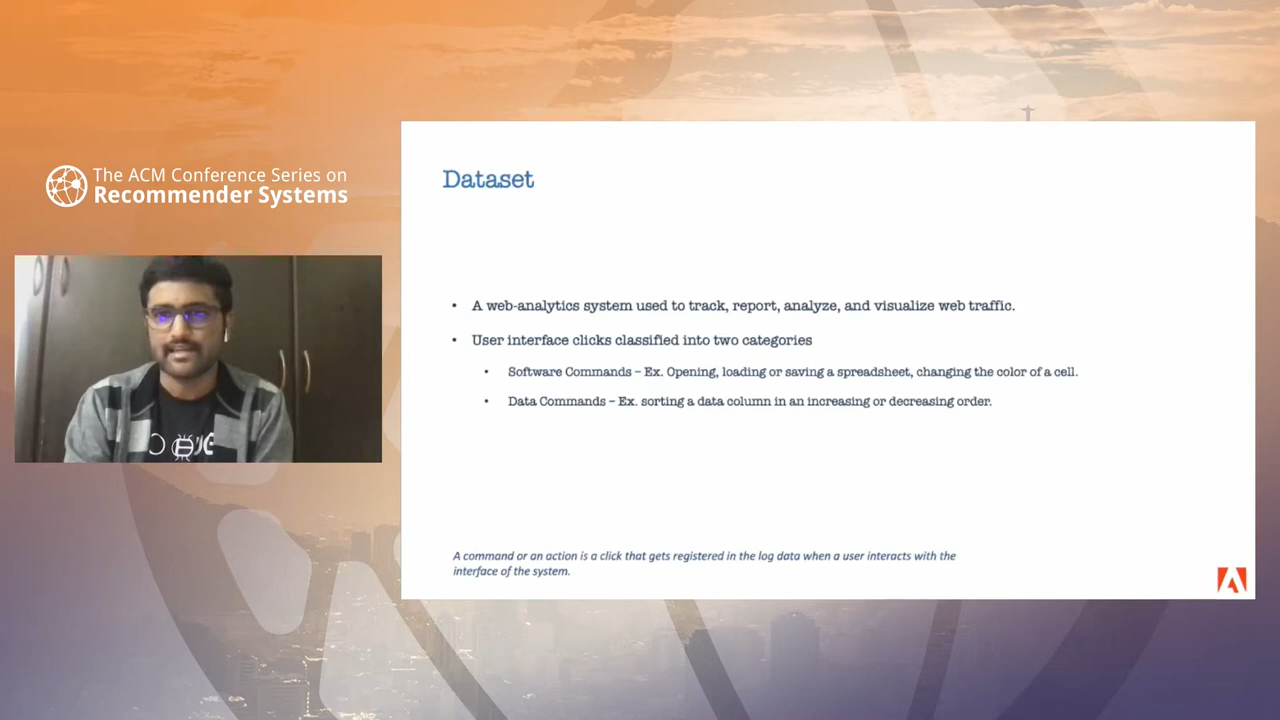 The ACM Conference Series on
Recommender Systems
Dataset
• A web-analytics system used to track, report, analyze, and visualize web traffic.
• User interface clicks classified into two categories
• Software Commands – Ex. Opening, loading or saving a spreadsheet, changing the color of a cell.
• Data Commands – Ex. sorting a data column in an increasing or decreasing order.
A command or an action is a click that gets registered in the log data when a user interacts with the
interface of the system.